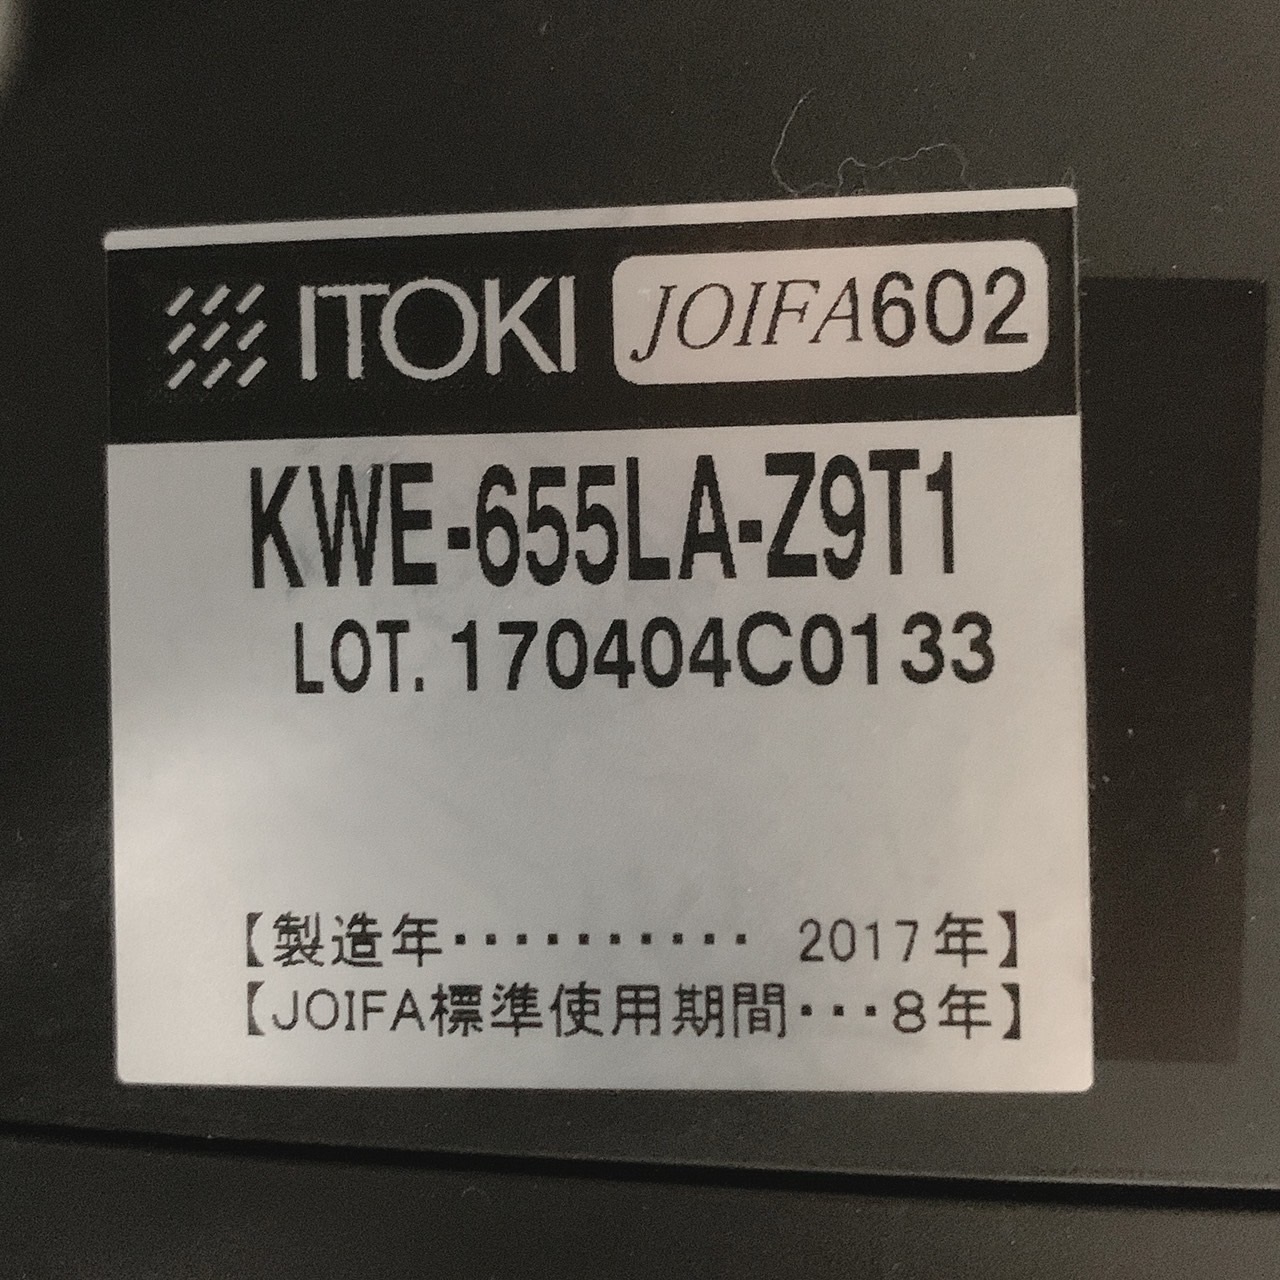 ITOKI JOIFA602
KWE-655LA-Z9T1
LOT. 170404C0133
【製造年・・・・・・・・・・ 2017年】
【JOIFA標準使用期間・・・8年】